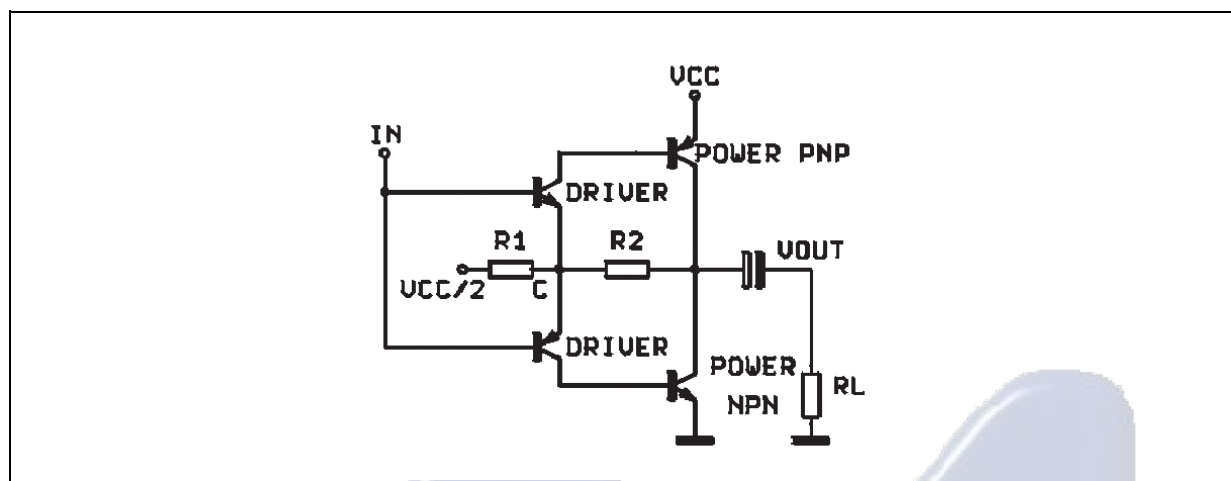 VCC
IN
POWER PNP
DRIVER
R1
R2
VOUT
VCC/2
C
DRIVER
POWER
NPN
RL